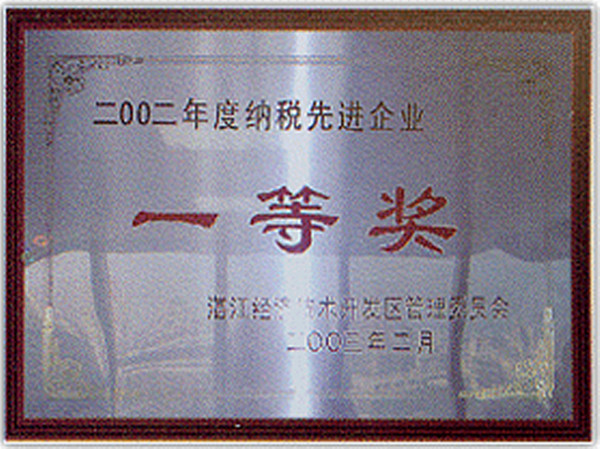 二00二年度纳税先进企业
一等奖
湛江经济技术开发区管理委员会
二00三年二月